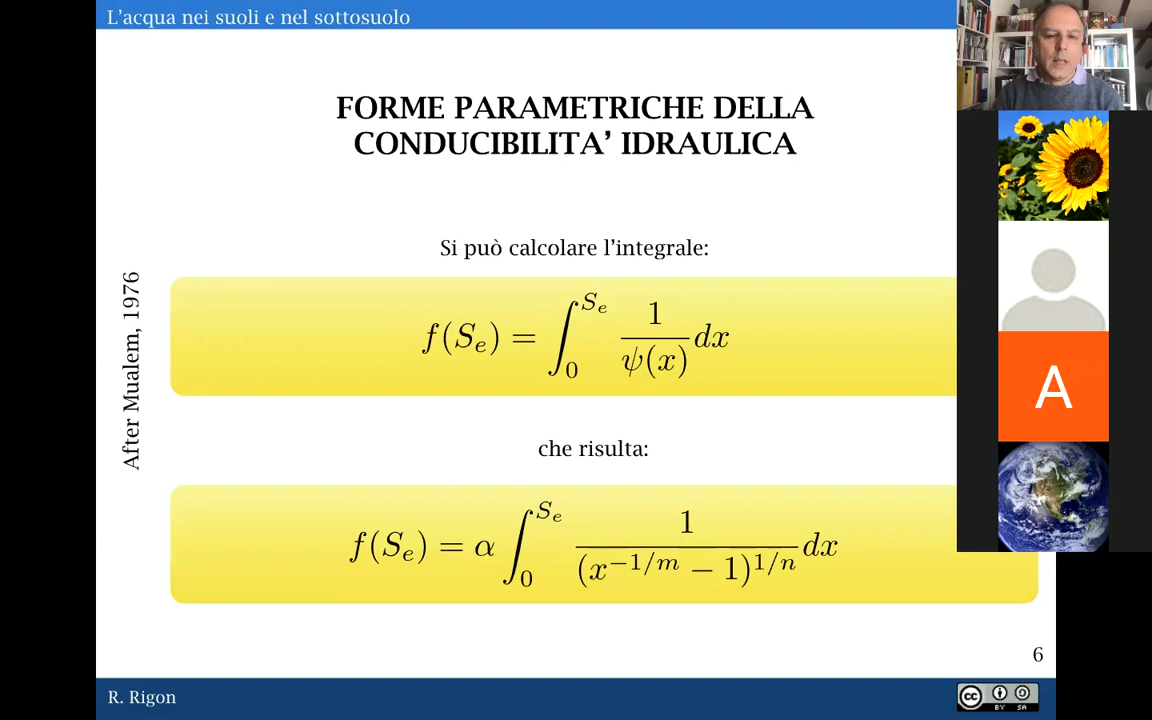 L'acqua nei suoli e nel sottosuolo
FORME PARAMETRICHE DELLA
CONDUCIBILITA' IDRAULICA
After Mualem, 1976
Si può calcolare l'integrale:
f(S_e) = ∫_0^{S_e} 1/ψ(x) dx
che risulta:
f(S_e) = α ∫_0^{S_e} 1/(x^{-1/m} − 1)^{1/n} dx
A
6
R. Rigon
cc BY SA